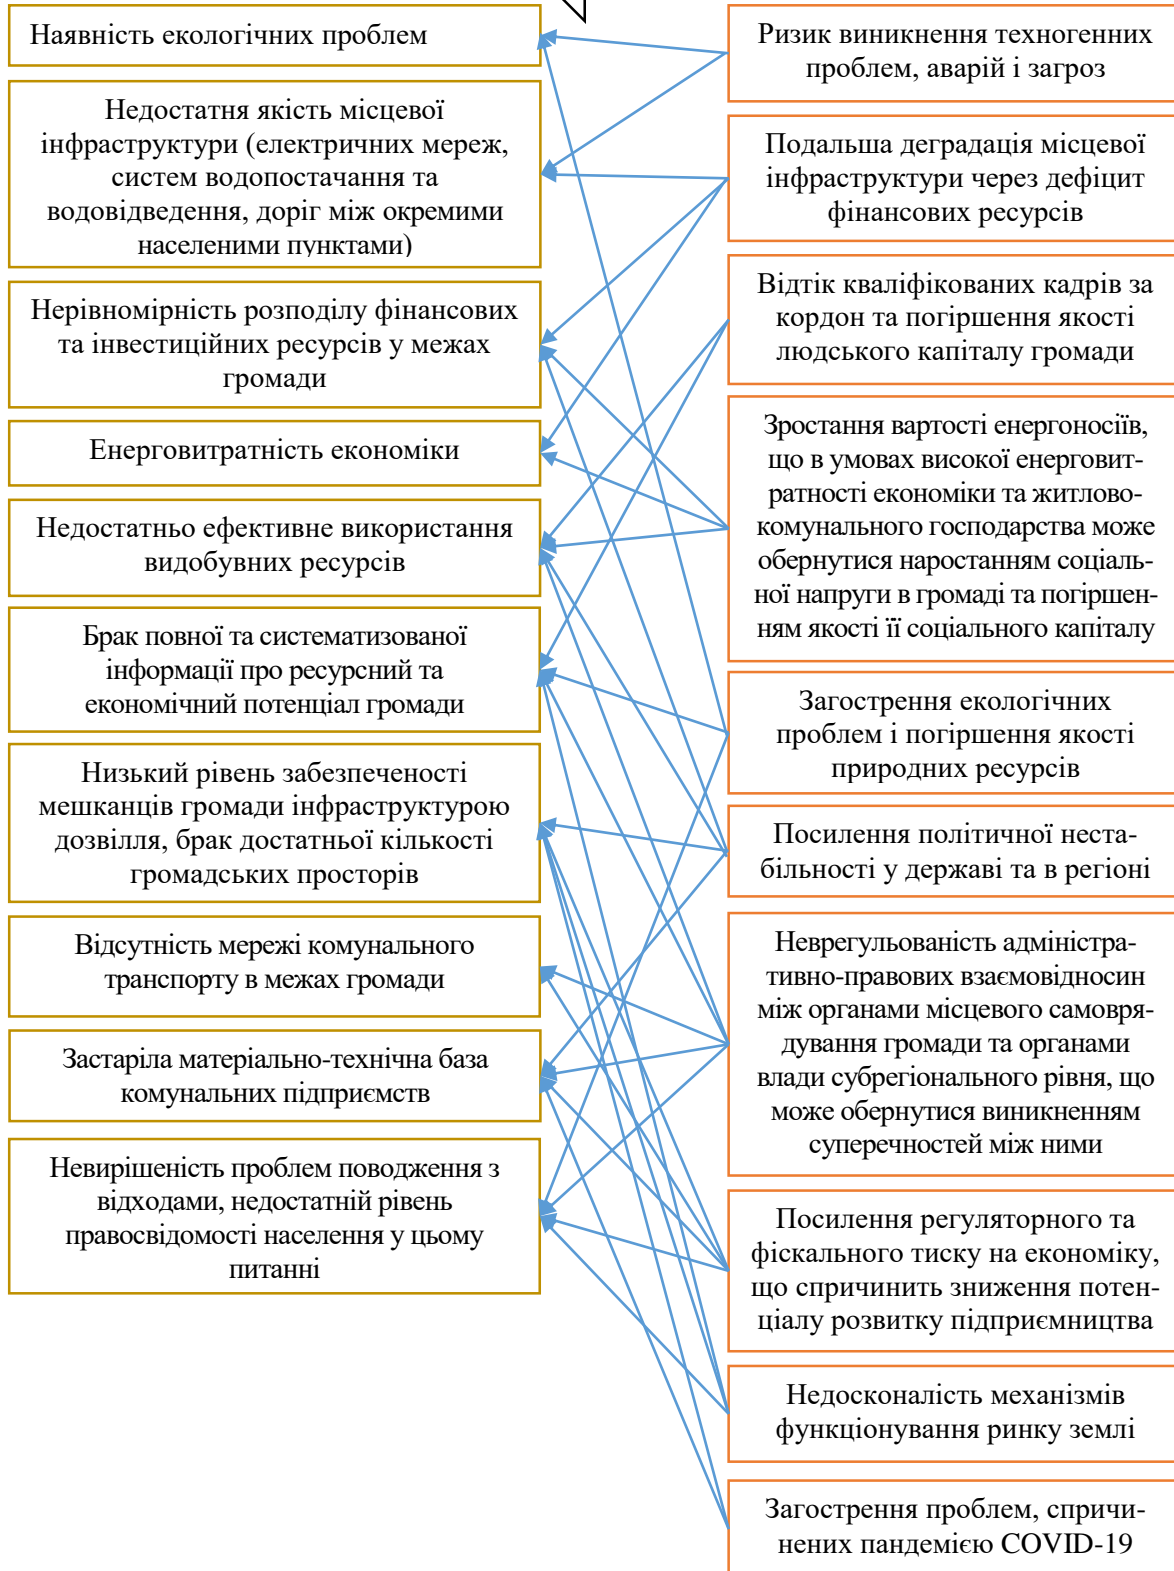 Наявність екологічних проблем
Недостатня якість місцевої
інфраструктури (електричних мереж,
систем водопостачання та
водовідведення, доріг між окремими
населеними пунктами)
Нерівномірність розподілу фінансових
та інвестиційних ресурсів у межах
громади
Енерговитратність економіки
Недостатньо ефективне використання
видобувних ресурсів
Брак повної та систематизованої
інформації про ресурсний та
економічний потенціал громади
Низький рівень забезпеченості
мешканців громади інфраструктурою
дозвілля, брак достатньої кількості
громадських просторів
Відсутність мережі комунального
транспорту в межах громади
Застаріла матеріально-технічна база
комунальних підприємств
Невирішеність проблем поводження з
відходами, недостатній рівень
правосвідомості населення у цьому
питанні
Ризик виникнення техногенних
проблем, аварій і загроз
Подальша деградація місцевої
інфраструктури через дефіцит
фінансових ресурсів
Відтік кваліфікованих кадрів за
кордон та погіршення якості
людського капіталу громади
Зростання вартості енергоносіїв,
що в умовах високої енерговит-
ратності економіки та житлово-
комунального господарства може
обернутися наростанням соціаль-
ної напруги в громаді та погіршен-
ням якості її соціального капіталу
Загострення екологічних
проблем і погіршення якості
природних ресурсів
Посилення політичної неста-
більності у державі та в регіоні
Неврегульованість адміністра-
тивно-правових взаємовідносин
між органами місцевого самовря-
дування громади та органами
влади субрегіонального рівня, що
може обернутися виникненням
суперечностей між ними
Посилення регуляторного та
фіскального тиску на економіку,
що спричинить зниження потен-
ціалу розвитку підприємництва
Недосконалість механізмів
функціонування ринку землі
Загострення проблем, спричи-
нених пандемією COVID-19